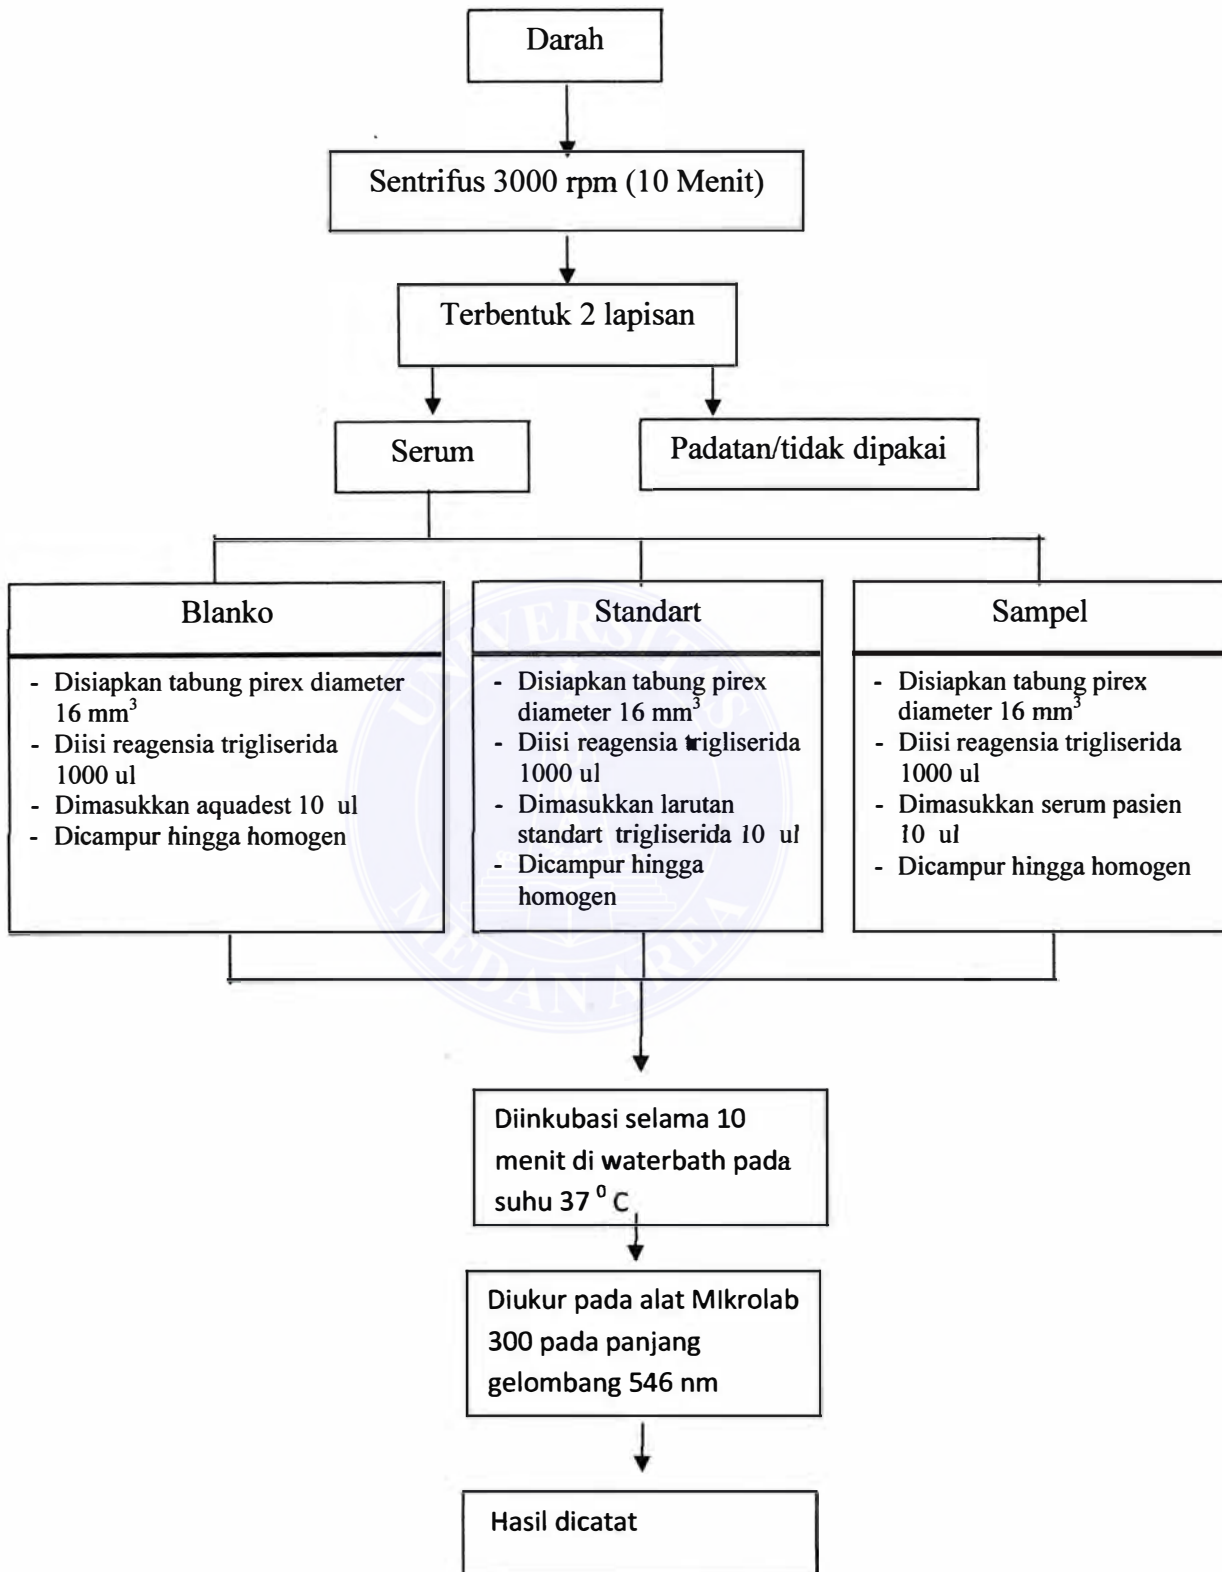 Darah
Sentrifus 3000 rpm (10 Menit)
Terbentuk 2 lapisan
Serum
Padatan/tidak dipakai
Blanko
- Disiapkan tabung pirex diameter
16 mm³
- Diisi reagensia trigliserida
1000 ul
- Dimasukkan aquadest 10 ul
- Dicampur hingga homogen
Standart
- Disiapkan tabung pirex
diameter 16 mm³
- Diisi reagensia trigliserida
1000 ul
- Dimasukkan larutan
standart trigliserida 10 ul
- Dicampur hingga
homogen
Sampel
- Disiapkan tabung pirex
diameter 16 mm³
- Diisi reagensia trigliserida
1000 ul
- Dimasukkan serum pasien
10 ul
- Dicampur hingga homogen
UNIVERSITAS
MEDAN AREA
Diinkubasi selama 10
menit di waterbath pada
suhu 37 ⁰ C
Diukur pada alat MIkrolab
300 pada panjang
gelombang 546 nm
Hasil dicatat